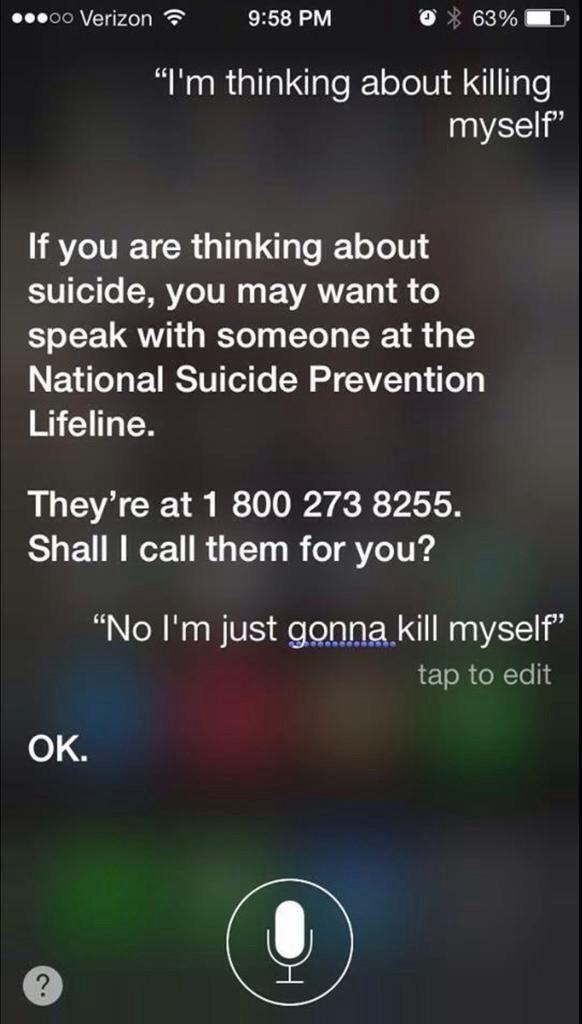 ●●●○○ Verizon 9:58 PM 63%
“I'm thinking about killing
myself”
If you are thinking about
suicide, you may want to
speak with someone at the
National Suicide Prevention
Lifeline.
They’re at 1 800 273 8255.
Shall I call them for you?
“No I'm just gonna kill myself”
tap to edit
OK.
?